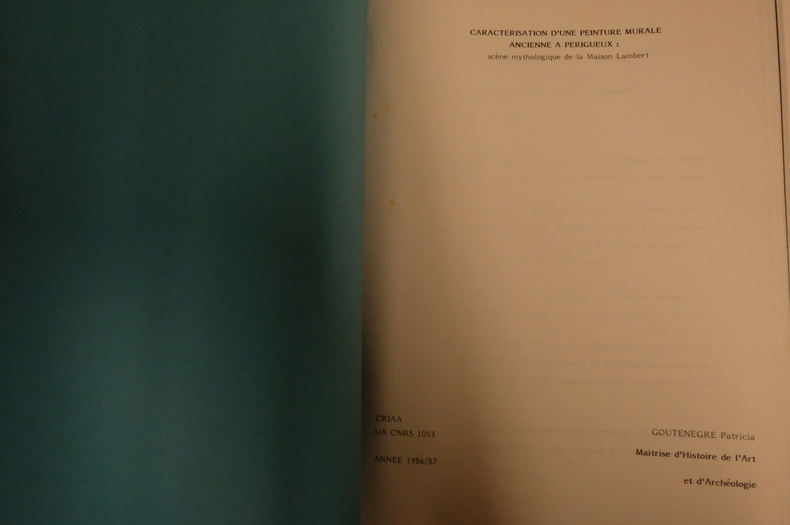 CARACTERISATION D'UNE PEINTURE MURALE
ANCIENNE A PERIGUEUX :
scène mythologique de la Maison Lambert
CRIAA
UA CNRS 1003
ANNEE 1986/87
GOUTENEGRE Patricia
Maîtrise d'Histoire de l'Art
et d'Archéologie